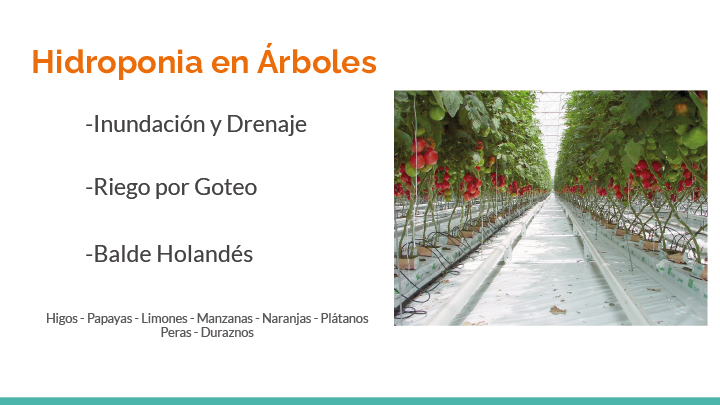 Hidroponia en Árboles
-Inundación y Drenaje
-Riego por Goteo
-Balde Holandés
Higos - Papayas - Limones - Manzanas - Naranjas - Plátanos
Peras - Duraznos